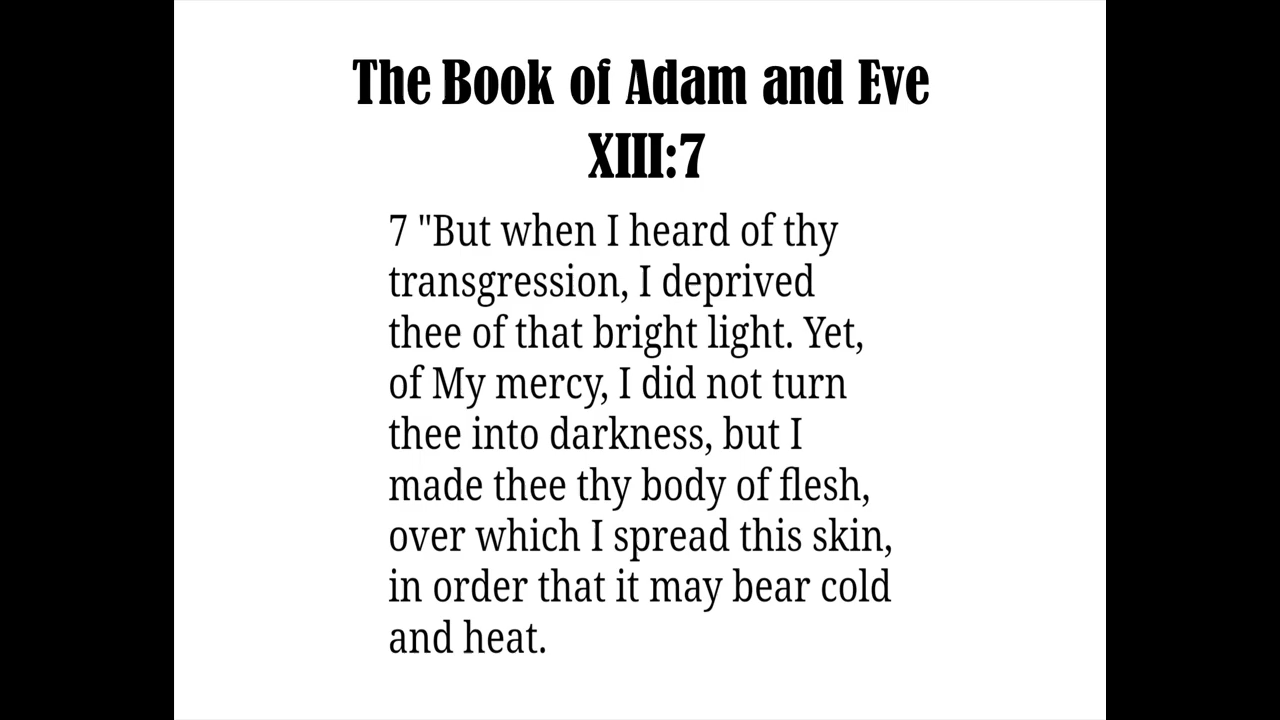 The Book of Adam and Eve
XIII:7
7 "But when I heard of thy
transgression, I deprived
thee of that bright light. Yet,
of My mercy, I did not turn
thee into darkness, but I
made thee thy body of flesh,
over which I spread this skin,
in order that it may bear cold
and heat.